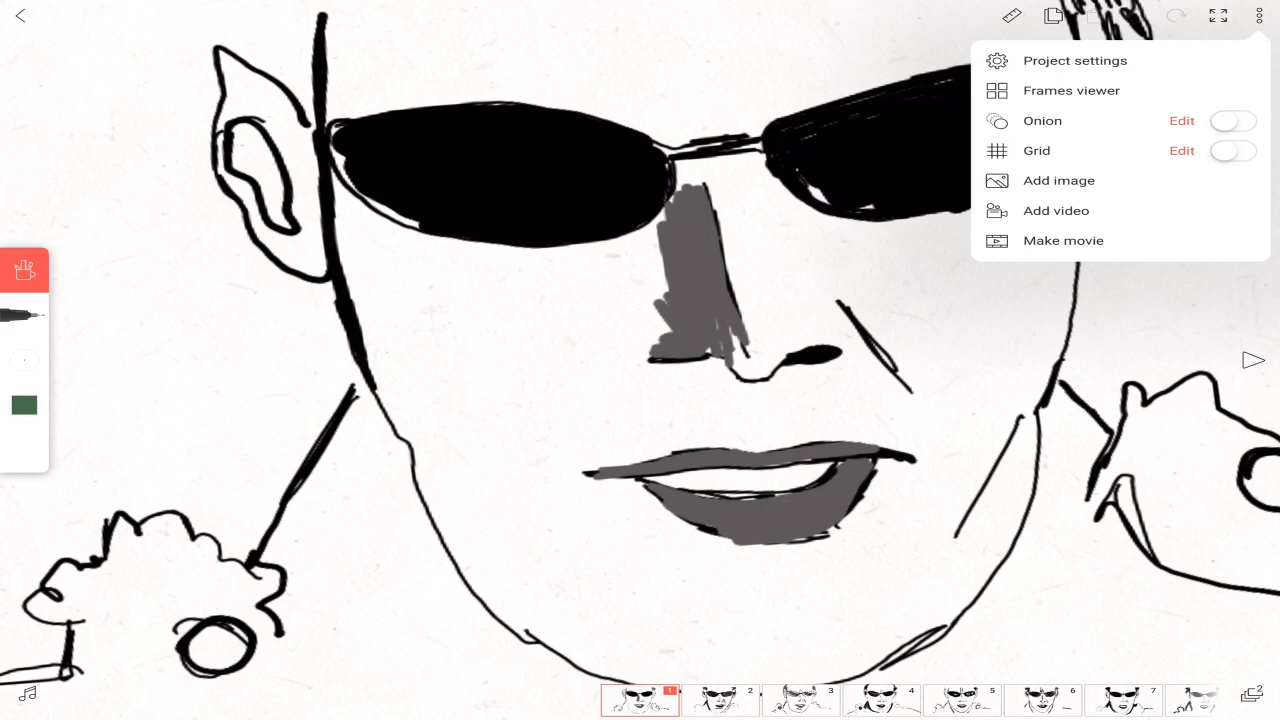 Project settings
Frames viewer
Onion Edit
Grid Edit
Add image
Add video
Make movie
1 2 3 4 5 6 7
2